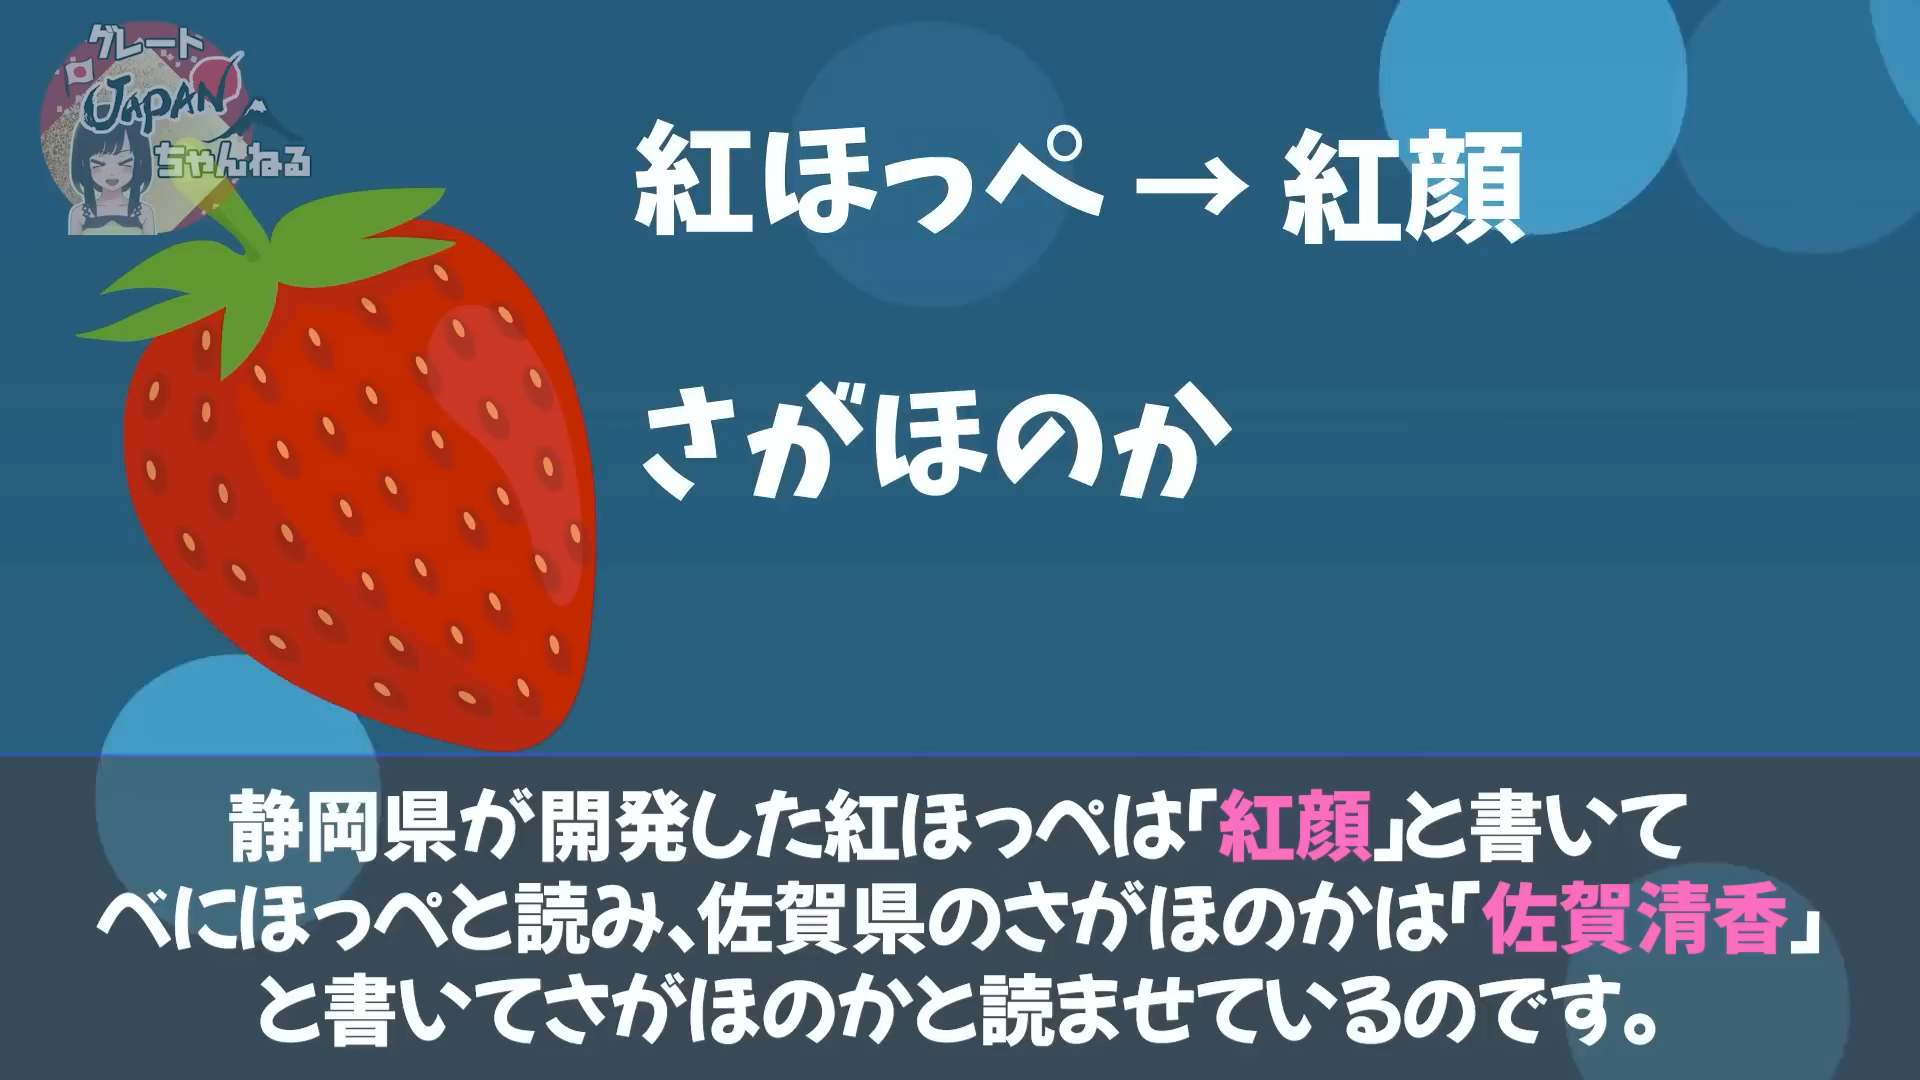 グレート
JAPAN
ちゃんねる
紅ほっぺ→紅顔
さがほのか
静岡県が開発した紅ほっぺは「紅顔」と書いて
べにほっぺと読み、佐賀県のさがほのかは「佐賀清香」
と書いてさがほのかと読ませているのです。